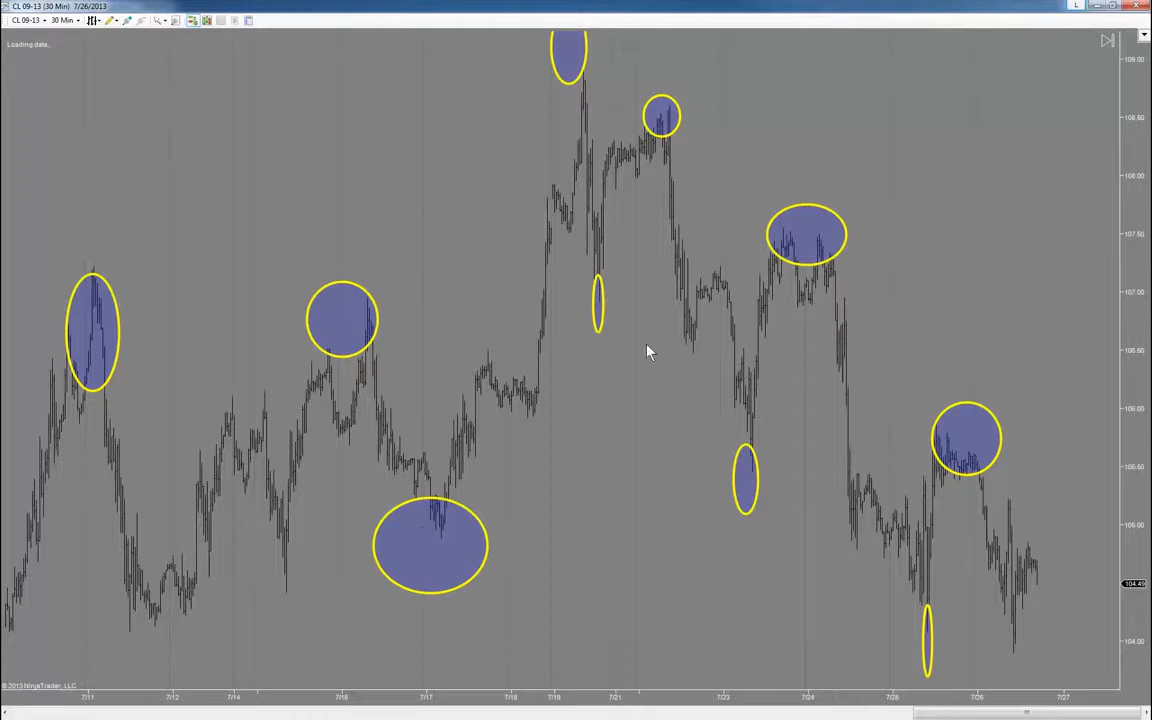 CL 09-13 (30 Min) 7/26/2013
L
CL 09-13 30 Min
Loading data..
109.00
108.50
108.00
107.50
107.00
106.50
106.00
105.50
105.00
104.49
104.00
© 2013 NinjaTrader, LLC
7/11 7/12 7/14 7/16 7/17 7/19 7/21 7/23 7/24 7/25 7/26 7/27